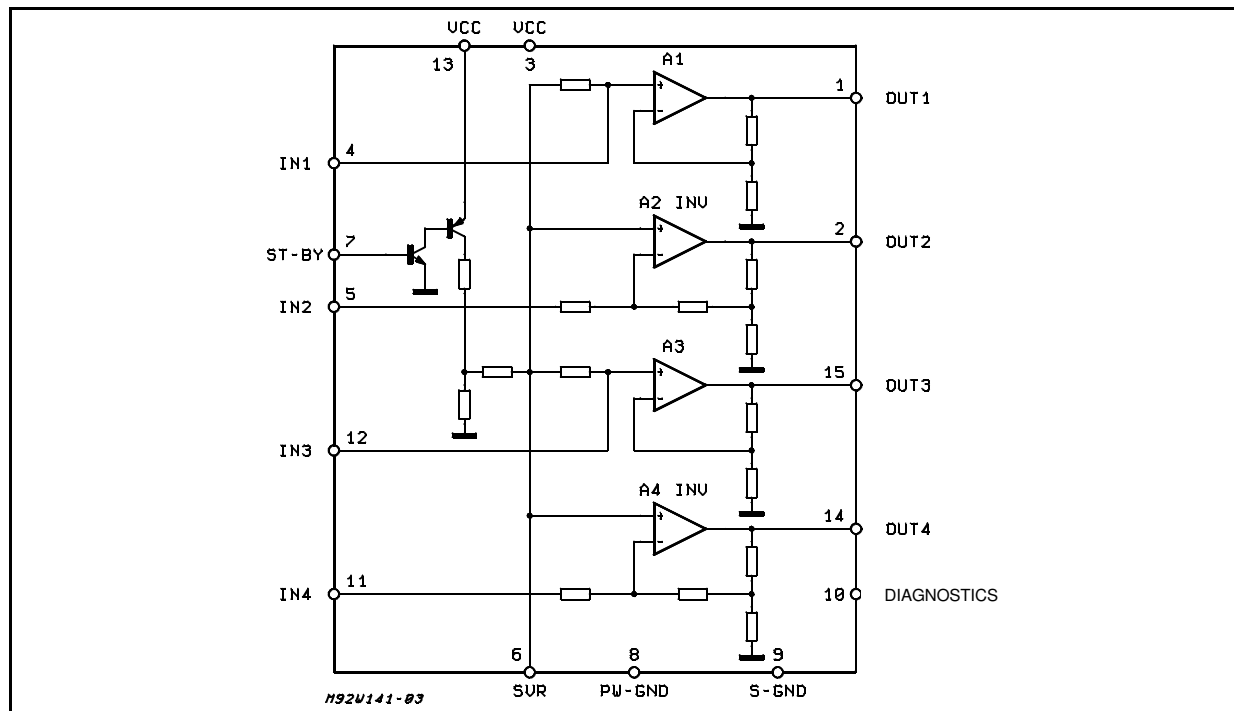 VCC VCC
13 3 A1
1 OUT1
+
-
4
IN1
A2 INV
7 + 2 OUT2
ST-BY -
5
IN2
A3
+ 15 OUT3
-
12
IN3
A4 INV
+ 14 OUT4
-
11
IN4 10 DIAGNOSTICS
6 8 9
SVR PW-GND S-GND
M92W141-03